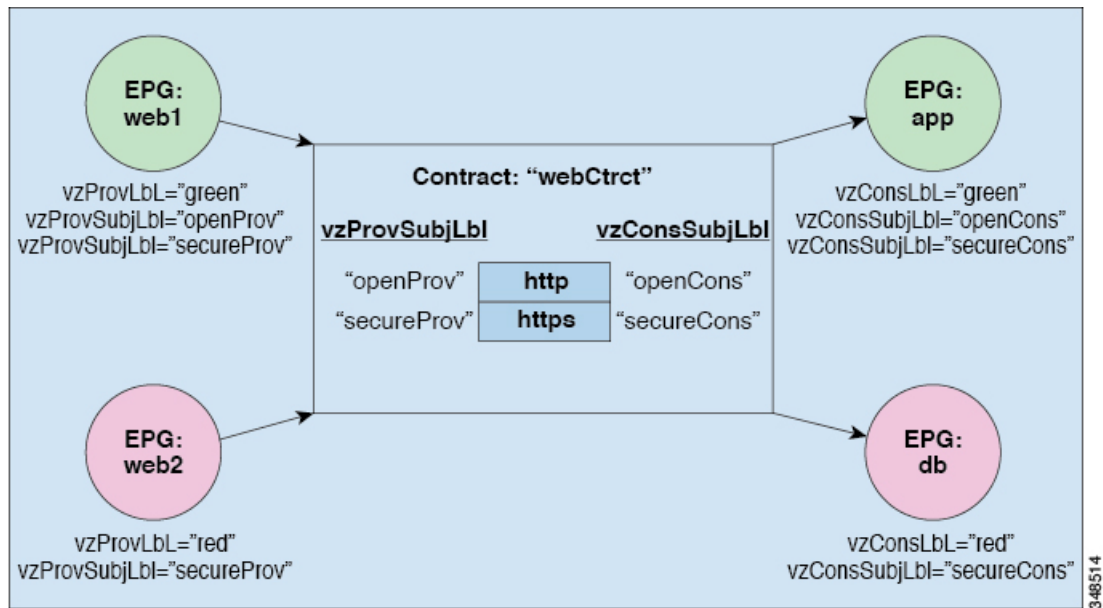 EPG:
web1
vzProvLbL="green"
vzProvSubjLbl="openProv"
vzProvSubjLbl="secureProv"
EPG:
app
vzConsLbL="green"
vzConsSubjLbl="openCons"
vzConsSubjLbl="secureCons"
Contract: “webCtrct”
vzProvSubjLbl vzConsSubjLbl
“openProv” http “openCons”
“secureProv” https “secureCons”
EPG:
web2
vzProvLbL="red"
vzProvSubjLbl="secureProv"
EPG:
db
vzConsLbL="red"
vzConsSubjLbl="secureCons"
348514